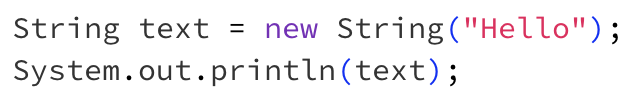 String text = new String("Hello");
System.out.println(text);